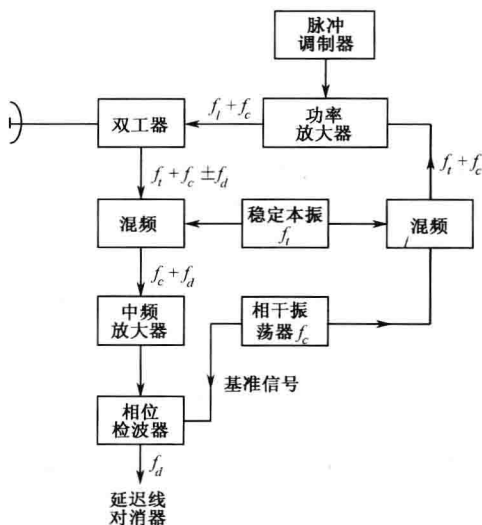 脉冲
调制器
f_l + f_c
双工器
功率
放大器
f_t + f_c
f_t + f_c ± f_d
混频
稳定本振
f_t
混频
f_c + f_d
中频
放大器
相干振
荡器 f_c
基准信号
相位
检波器
f_d
延迟线
对消器